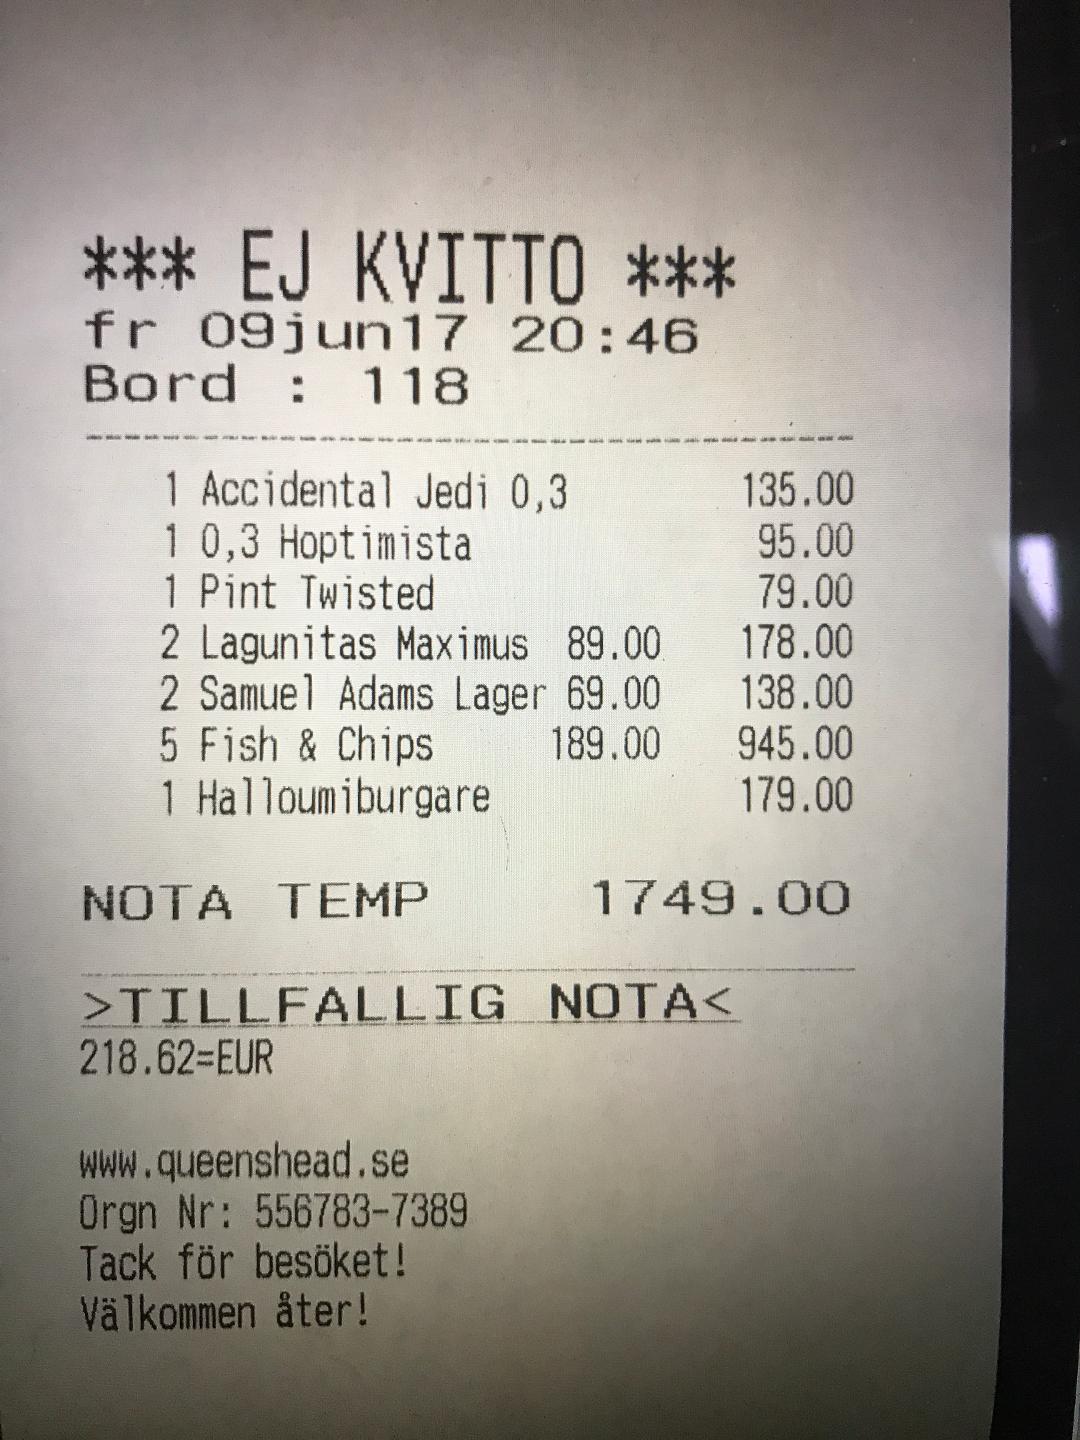 *** EJ KVITTO ***
fr 09jun17 20:46
Bord : 118
1 Accidental Jedi 0,3 135.00
1 0,3 Hoptimista 95.00
1 Pint Twisted 79.00
2 Lagunitas Maximus 89.00 178.00
2 Samuel Adams Lager 69.00 138.00
5 Fish & Chips 189.00 945.00
1 Halloumiburgare 179.00
NOTA TEMP 1749.00
>TILLFALLIG NOTA<
218.62=EUR
www.queenshead.se
Orgn Nr: 556783-7389
Tack för besöket!
Välkommen åter!